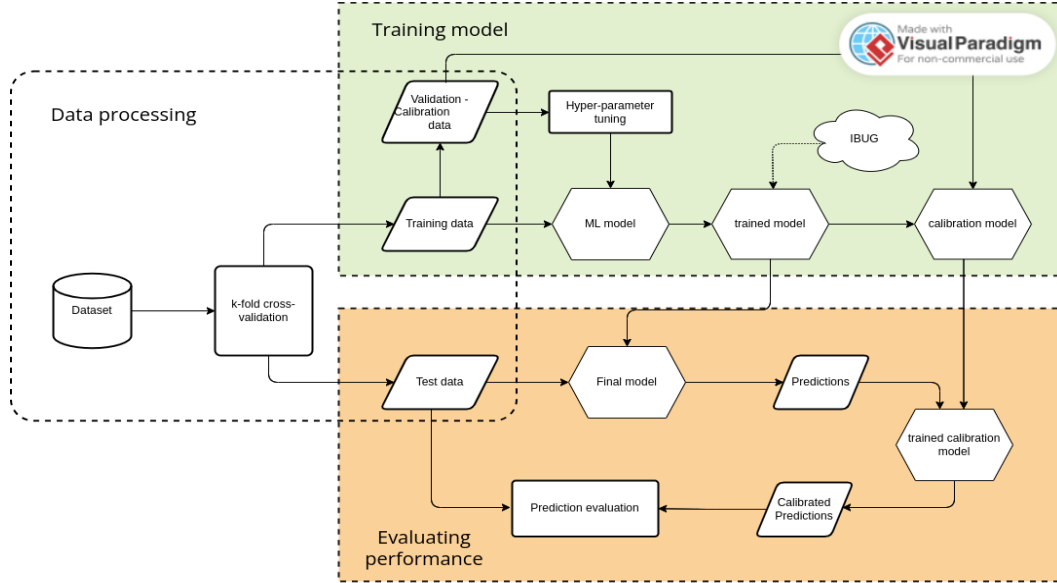 Training model
Made with
Visual Paradigm
For non-commercial use
Data processing
Validation -
Calibration
data
Hyper-parameter
tuning
IBUG
Training data
ML model
trained model
calibration model
Dataset
k-fold cross-
validation
Test data
Final model
Predictions
trained calibration
model
Prediction evaluation
Calibrated
Predictions
Evaluating
performance